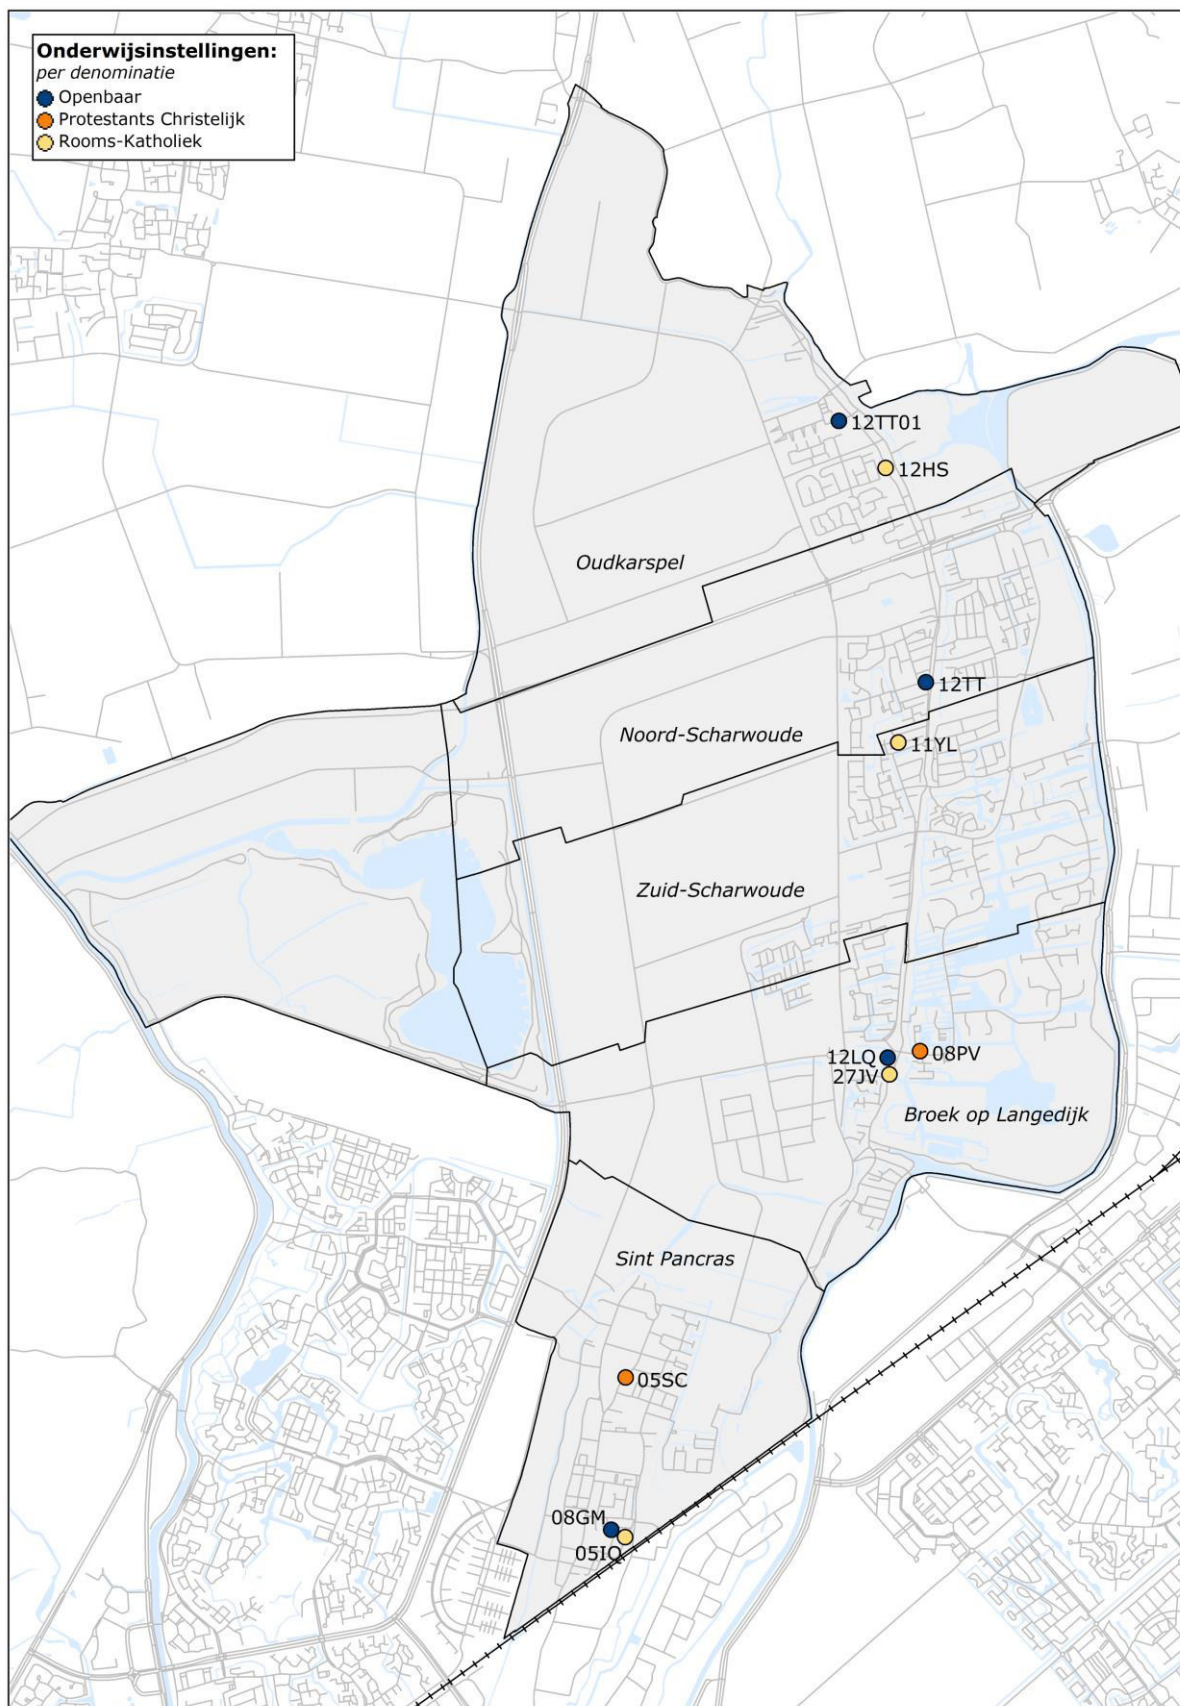 Onderwijsinstellingen:
per denominatie
Openbaar
Protestants Christelijk
Rooms-Katholiek
12TT01
12HS
Oudkarspel
12TT
Noord-Scharwoude
11YL
Zuid-Scharwoude
12LQ
08PV
27JV
Broek op Langedijk
Sint Pancras
05SC
08GM
05IQ